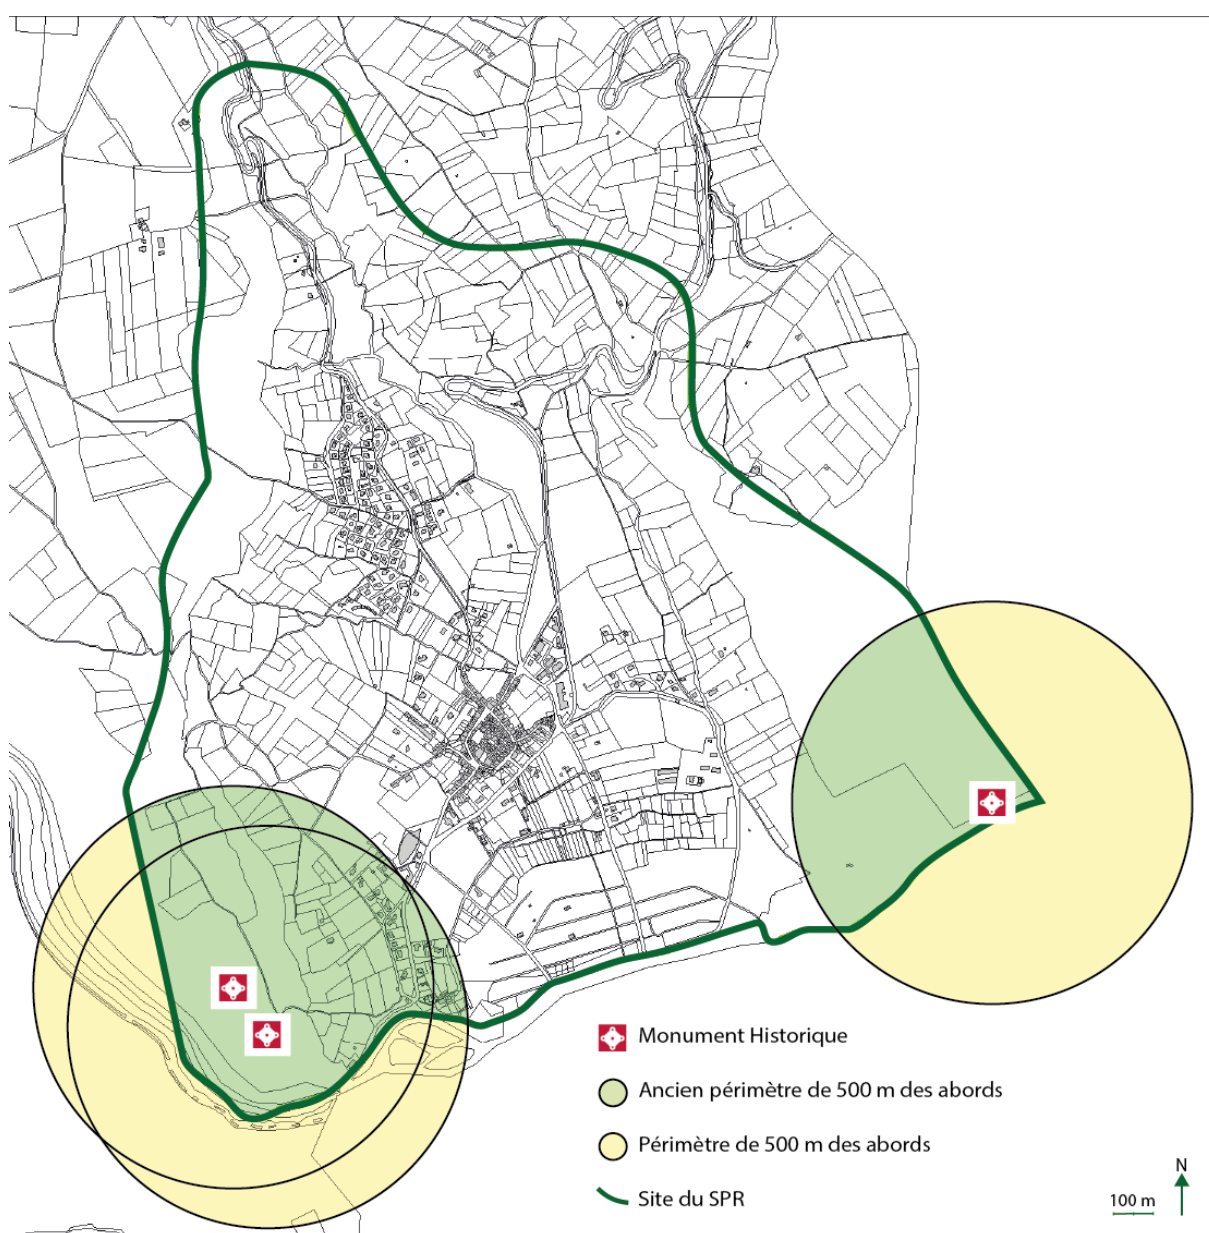 Monument Historique
Ancien périmètre de 500 m des abords
Périmètre de 500 m des abords
Site du SPR
100 m
N